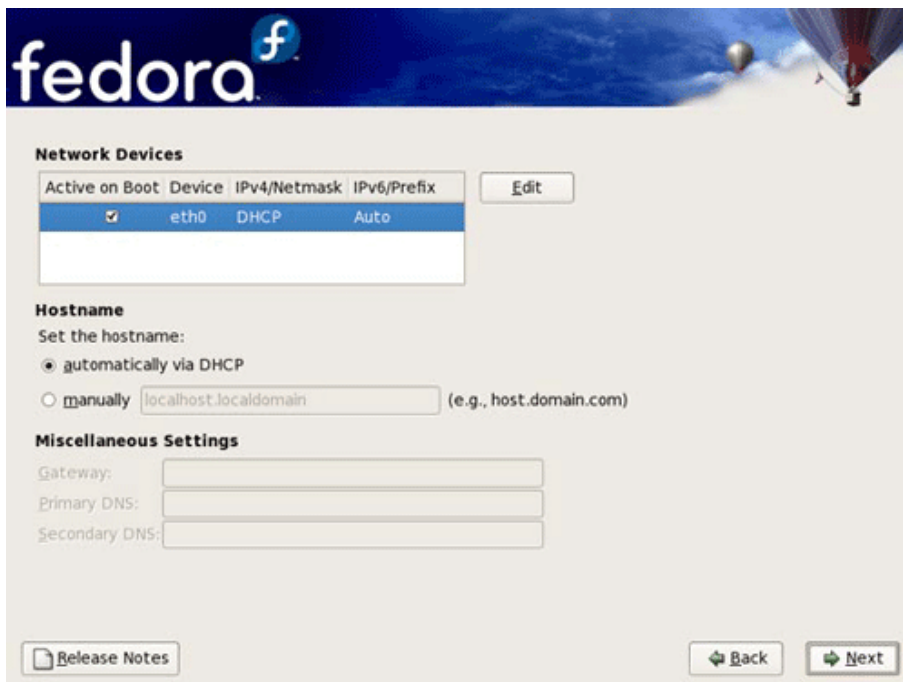 fedora
Network Devices
Active on Boot Device IPv4/Netmask IPv6/Prefix
eth0 DHCP Auto
Edit
Hostname
Set the hostname:
automatically via DHCP
manually localhost.localdomain (e.g., host.domain.com)
Miscellaneous Settings
Gateway:
Primary DNS:
Secondary DNS:
Release Notes
Back
Next